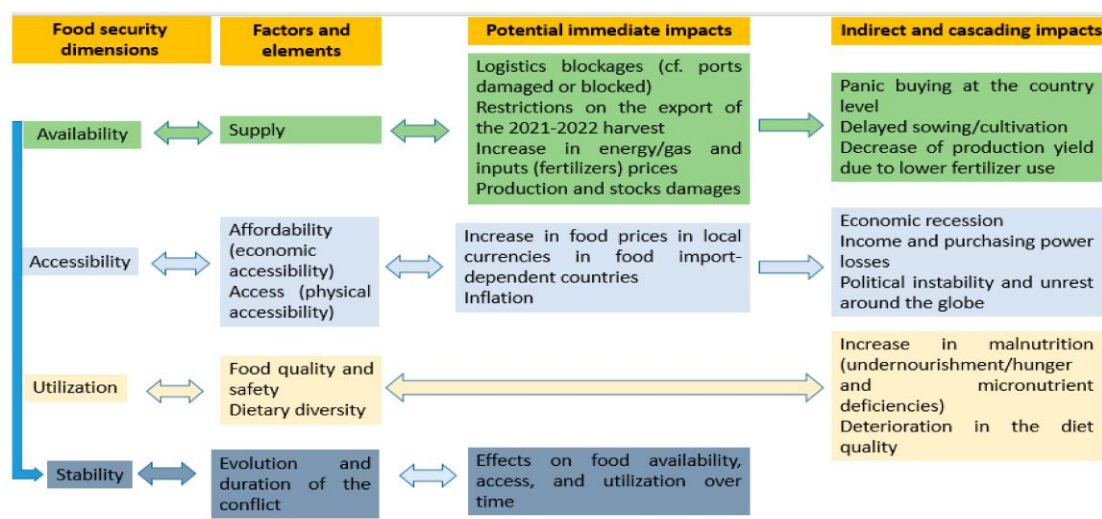 Food security
dimensions
Factors and
elements
Potential immediate impacts
Indirect and cascading impacts
Availability
Supply
Logistics blockages (cf. ports
damaged or blocked)
Restrictions on the export of
the 2021-2022 harvest
Increase in energy/gas and
inputs (fertilizers) prices
Production and stocks damages
Panic buying at the country
level
Delayed sowing/cultivation
Decrease of production yield
due to lower fertilizer use
Accessibility
Affordability
(economic
accessibility)
Access (physical
accessibility)
Increase in food prices in local
currencies in food import-
dependent countries
Inflation
Economic recession
Income and purchasing power
losses
Political instability and unrest
around the globe
Utilization
Food quality and
safety
Dietary diversity
Increase in malnutrition
(undernourishment/hunger
and micronutrient
deficiencies)
Deterioration in the diet
quality
Stability
Evolution and
duration of the
conflict
Effects on food availability,
access, and utilization over
time